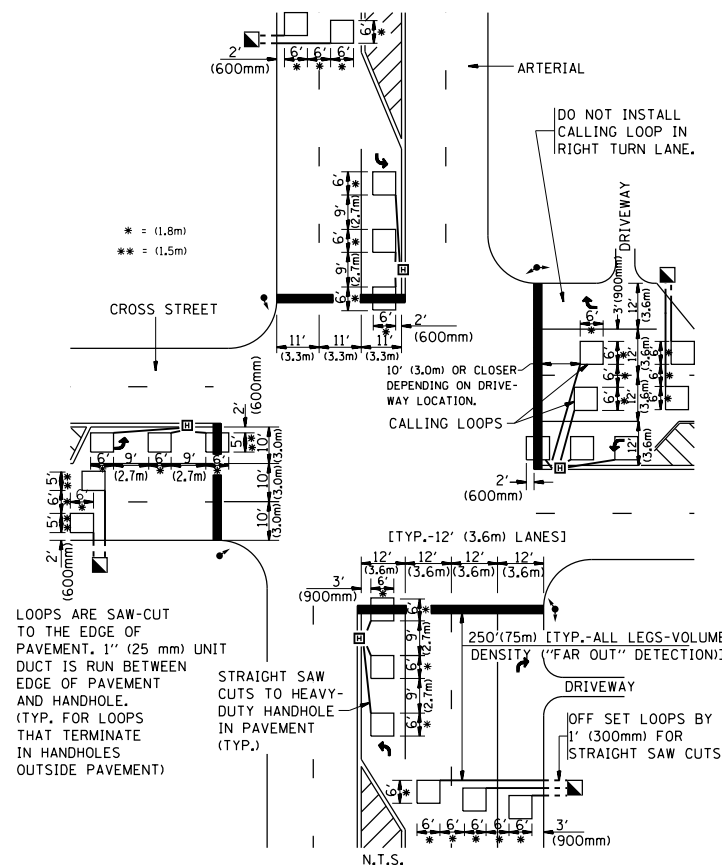 2'
(600mm)
6' 6' 6'
* * *
6'
*
ARTERIAL
DO NOT INSTALL
CALLING LOOP IN
RIGHT TURN LANE.
* = (1.8m)
** = (1.5m)
6'
*
9'
(2.7m)
6'
*
9'
(2.7m)
6'
*
H
6'
*
2'
(600mm)
11' 11' 11'
(3.3m) (3.3m) (3.3m)
CROSS STREET
DRIVEWAY
3'(900mm)
12'
(3.6m)
6'
*
12'
(3.6m)
6'
*
6'
*
12'
(3.6m)
6'
*
6'
*
12'
(3.6m)
10' (3.0m) OR CLOSER
DEPENDING ON DRIVE-
WAY LOCATION.
CALLING LOOPS
H
2'
(600mm)
2'
(600mm)
H
5'
**
10'
(3.0m)
10'
(3.0m)
10'
(3.0m)
6' 9' 6' 9' 6'
* (2.7m) * (2.7m) *
5'
**
6'
*
6'
*
5'
**
2'
(600mm)
[TYP.-12' (3.6m) LANES]
12' 12' 12' 12'
(3.6m) (3.6m) (3.6m) (3.6m)
3'
(900mm)
6'
*
6'
*
H
9'
(2.7m)
6'
*
9'
(2.7m)
6'
*
250'(75m) [TYP.-ALL LEGS-VOLUME
DENSITY ("FAR OUT" DETECTION)]
DRIVEWAY
LOOPS ARE SAW-CUT
TO THE EDGE OF
PAVEMENT. 1" (25 mm) UNIT
DUCT IS RUN BETWEEN
EDGE OF PAVEMENT
AND HANDHOLE.
(TYP. FOR LOOPS
THAT TERMINATE
IN HANDHOLES
OUTSIDE PAVEMENT)
STRAIGHT SAW
CUTS TO HEAVY-
DUTY HANDHOLE
IN PAVEMENT
(TYP.)
OFF SET LOOPS BY
1' (300mm) FOR
STRAIGHT SAW CUTS
6'
*
6' 6' 6' 6' 6'
* * * * *
3'
(900mm)
N.T.S.